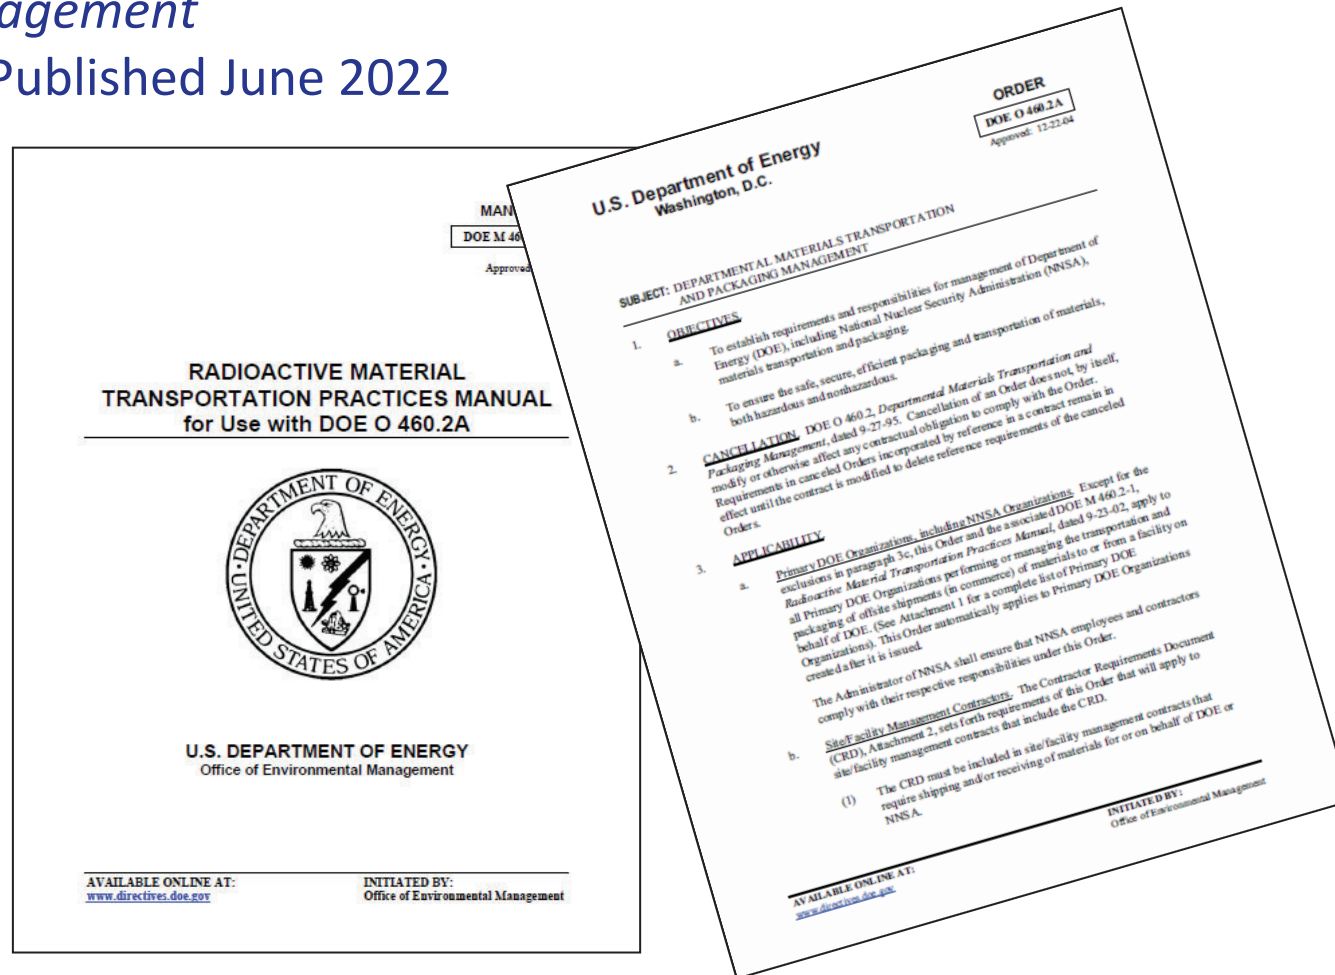 agement
Published June 2022
MAN
DOE M 46
Approved
RADIOACTIVE MATERIAL
TRANSPORTATION PRACTICES MANUAL
for Use with DOE O 460.2A
DEPARTMENT OF ENERGY
UNITED STATES OF AMERICA
U.S. DEPARTMENT OF ENERGY
Office of Environmental Management
AVAILABLE ONLINE AT:
www.directives.doe.gov
INITIATED BY:
Office of Environmental Management
ORDER
DOE O 460.2A
Approved: 12-22-04
U.S. Department of Energy
Washington, D.C.
SUBJECT: DEPARTMENTAL MATERIALS TRANSPORTATION
AND PACKAGING MANAGEMENT
1. OBJECTIVES.
a. To establish requirements and responsibilities for management of Department of
Energy (DOE), including National Nuclear Security Administration (NNSA),
materials transportation and packaging.
b. To ensure the safe, secure, efficient packaging and transportation of materials,
both hazardous and nonhazardous.
2. CANCELLATION. DOE O 460.2, Departmental Materials Transportation and
Packaging Management, dated 9-27-95. Cancellation of an Order does not, by itself,
modify or otherwise affect any contractual obligation to comply with the Order.
Requirements in canceled Orders incorporated by reference in a contract remain in
effect until the contract is modified to delete reference requirements of the canceled
Orders.
3. APPLICABILITY.
a. Primary DOE Organizations, including NNSA Organizations. Except for the
exclusions in paragraph 3c, this Order and the associated DOE M 460.2-1,
Radioactive Material Transportation Practices Manual, dated 9-23-02, apply to
all Primary DOE Organizations performing or managing the transportation and
packaging of offsite shipments (in commerce) of materials to or from a facility on
behalf of DOE. (See Attachment 1 for a complete list of Primary DOE
Organizations). This Order automatically applies to Primary DOE Organizations
created after it is issued.
The Administrator of NNSA shall ensure that NNSA employees and contractors
comply with their respective responsibilities under this Order.
b. Site/Facility Management Contractors. The Contractor Requirements Document
(CRD), Attachment 2, sets forth requirements of this Order that will apply to
site/facility management contracts that include the CRD.
(1) The CRD must be included in site/facility management contracts that
require shipping and/or receiving of materials for or on behalf of DOE or
NNSA.
AVAILABLE ONLINE AT:
www.directives.doe.gov
INITIATED BY:
Office of Environmental Management